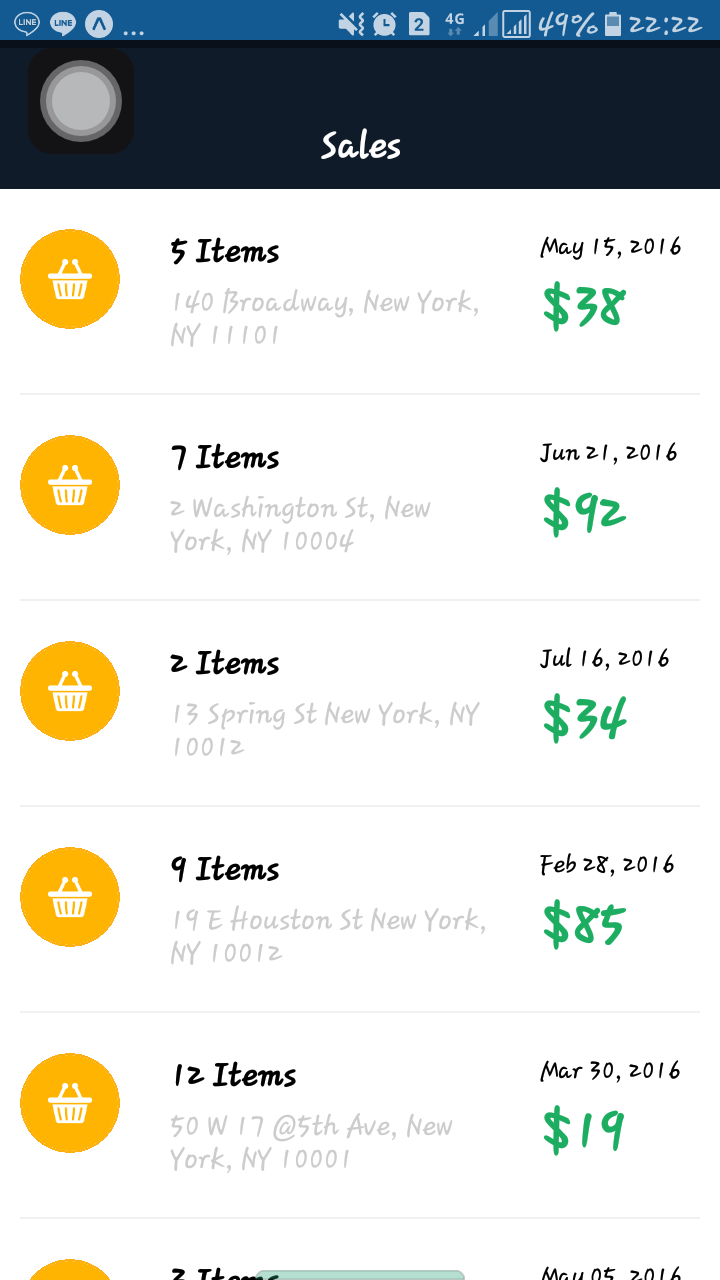 LINE LINE ... 2 4G 49% 22:22
Sales
5 Items
May 15, 2016
140 Broadway, New York,
NY 11101
$38
7 Items
Jun 21, 2016
2 Washington St, New
York, NY 10004
$92
2 Items
Jul 16, 2016
13 Spring St New York, NY
10012
$34
9 Items
Feb 28, 2016
19 E Houston St New York,
NY 10012
$85
12 Items
Mar 30, 2016
50 W 17 @5th Ave, New
York, NY 10001
$19
3 Items
May 05, 2016